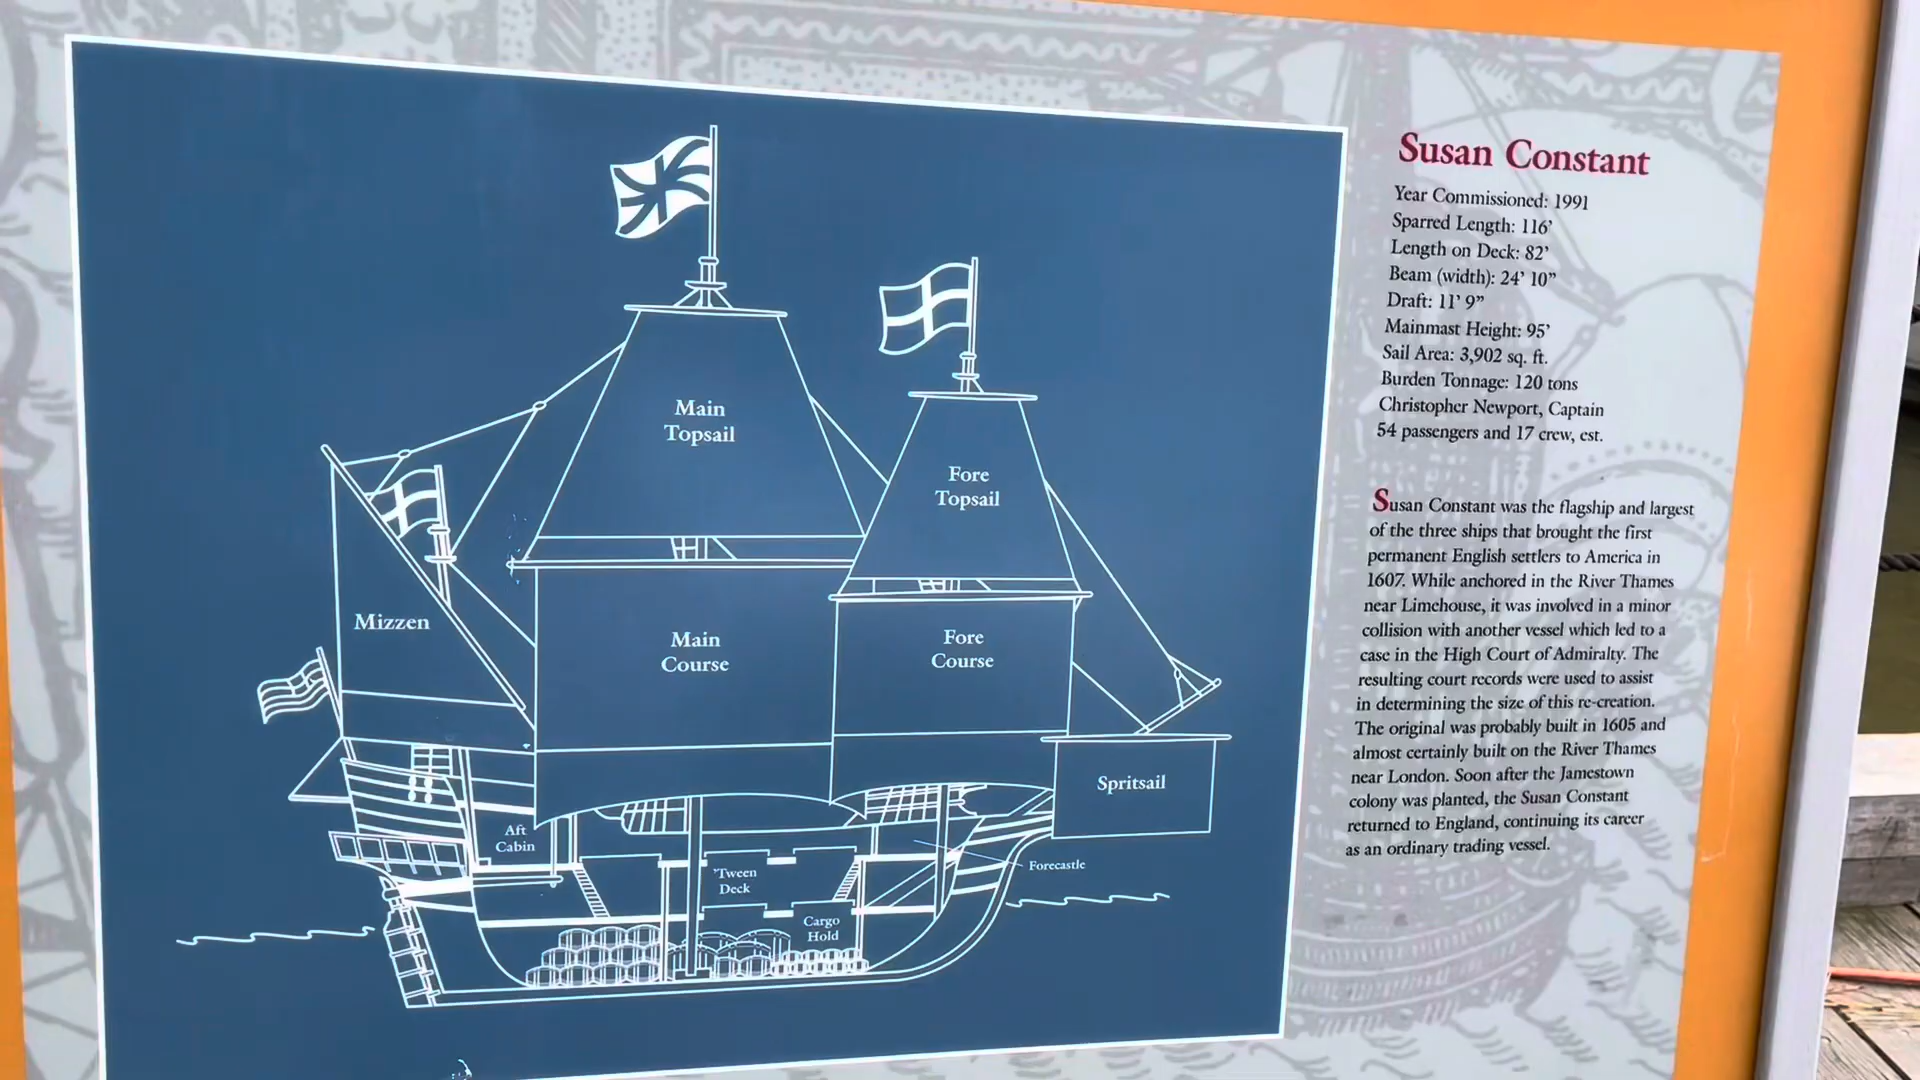 Main
Topsail
Fore
Topsail
Mizzen
Main
Course
Fore
Course
Spritsail
Aft
Cabin
'Tween
Deck
Cargo
Hold
Forecastle
Susan Constant
Year Commissioned: 1991
Sparred Length: 116'
Length on Deck: 82'
Beam (width): 24' 10"
Draft: 11' 9"
Mainmast Height: 95'
Sail Area: 3,902 sq. ft.
Burden Tonnage: 120 tons
Christopher Newport, Captain
54 passengers and 17 crew, est.
Susan Constant was the flagship and largest
of the three ships that brought the first
permanent English settlers to America in
1607. While anchored in the River Thames
near Limehouse, it was involved in a minor
collision with another vessel which led to a
case in the High Court of Admiralty. The
resulting court records were used to assist
in determining the size of this re-creation.
The original was probably built in 1605 and
almost certainly built on the River Thames
near London. Soon after the Jamestown
colony was planted, the Susan Constant
returned to England, continuing its career
as an ordinary trading vessel.